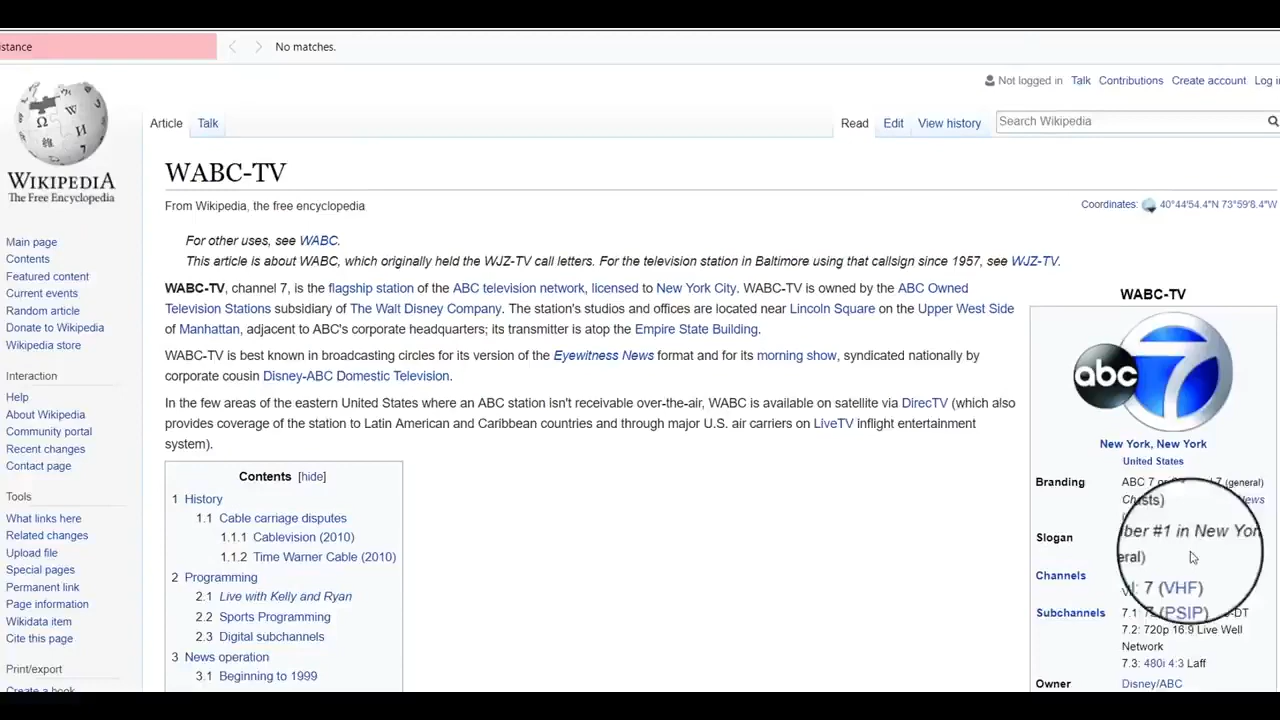 stance
No matches.
Not logged in Talk Contributions Create account Log
WIKIPEDIA
The Free Encyclopedia
Article Talk
Read Edit View history
Search Wikipedia
WABC-TV
From Wikipedia, the free encyclopedia
Coordinates: 40°44′54.4″N 73°59′8.4″W
Main page
Contents
Featured content
Current events
Random article
Donate to Wikipedia
Wikipedia store
Interaction
Help
About Wikipedia
Community portal
Recent changes
Contact page
Tools
What links here
Related changes
Upload file
Special pages
Permanent link
Page information
Wikidata item
Cite this page
Print/export
Create a book
For other uses, see WABC.
This article is about WABC, which originally held the WJZ-TV call letters. For the television station in Baltimore using that callsign since 1957, see WJZ-TV.
WABC-TV, channel 7, is the flagship station of the ABC television network, licensed to New York City. WABC-TV is owned by the ABC Owned
Television Stations subsidiary of The Walt Disney Company. The station's studios and offices are located near Lincoln Square on the Upper West Side
of Manhattan, adjacent to ABC's corporate headquarters; its transmitter is atop the Empire State Building.
WABC-TV is best known in broadcasting circles for its version of the Eyewitness News format and for its morning show, syndicated nationally by
corporate cousin Disney-ABC Domestic Television.
In the few areas of the eastern United States where an ABC station isn't receivable over-the-air, WABC is available on satellite via DirecTV (which also
provides coverage of the station to Latin American and Caribbean countries and through major U.S. air carriers on LiveTV inflight entertainment
system).
Contents [hide]
1 History
1.1 Cable carriage disputes
1.1.1 Cablevision (2010)
1.1.2 Time Warner Cable (2010)
2 Programming
2.1 Live with Kelly and Ryan
2.2 Sports Programming
2.3 Digital subchannels
3 News operation
3.1 Beginning to 1999
WABC-TV
abc 7
New York, New York
United States
Branding ABC 7 (general)
News
Slogan #1 in New
Channels 7 (VHF)
(PSIP)
Subchannels 7.1: -DT
7.2: 720p 16:9 Live Well
Network
7.3: 480i 4:3 Laff
Owner Disney/ABC